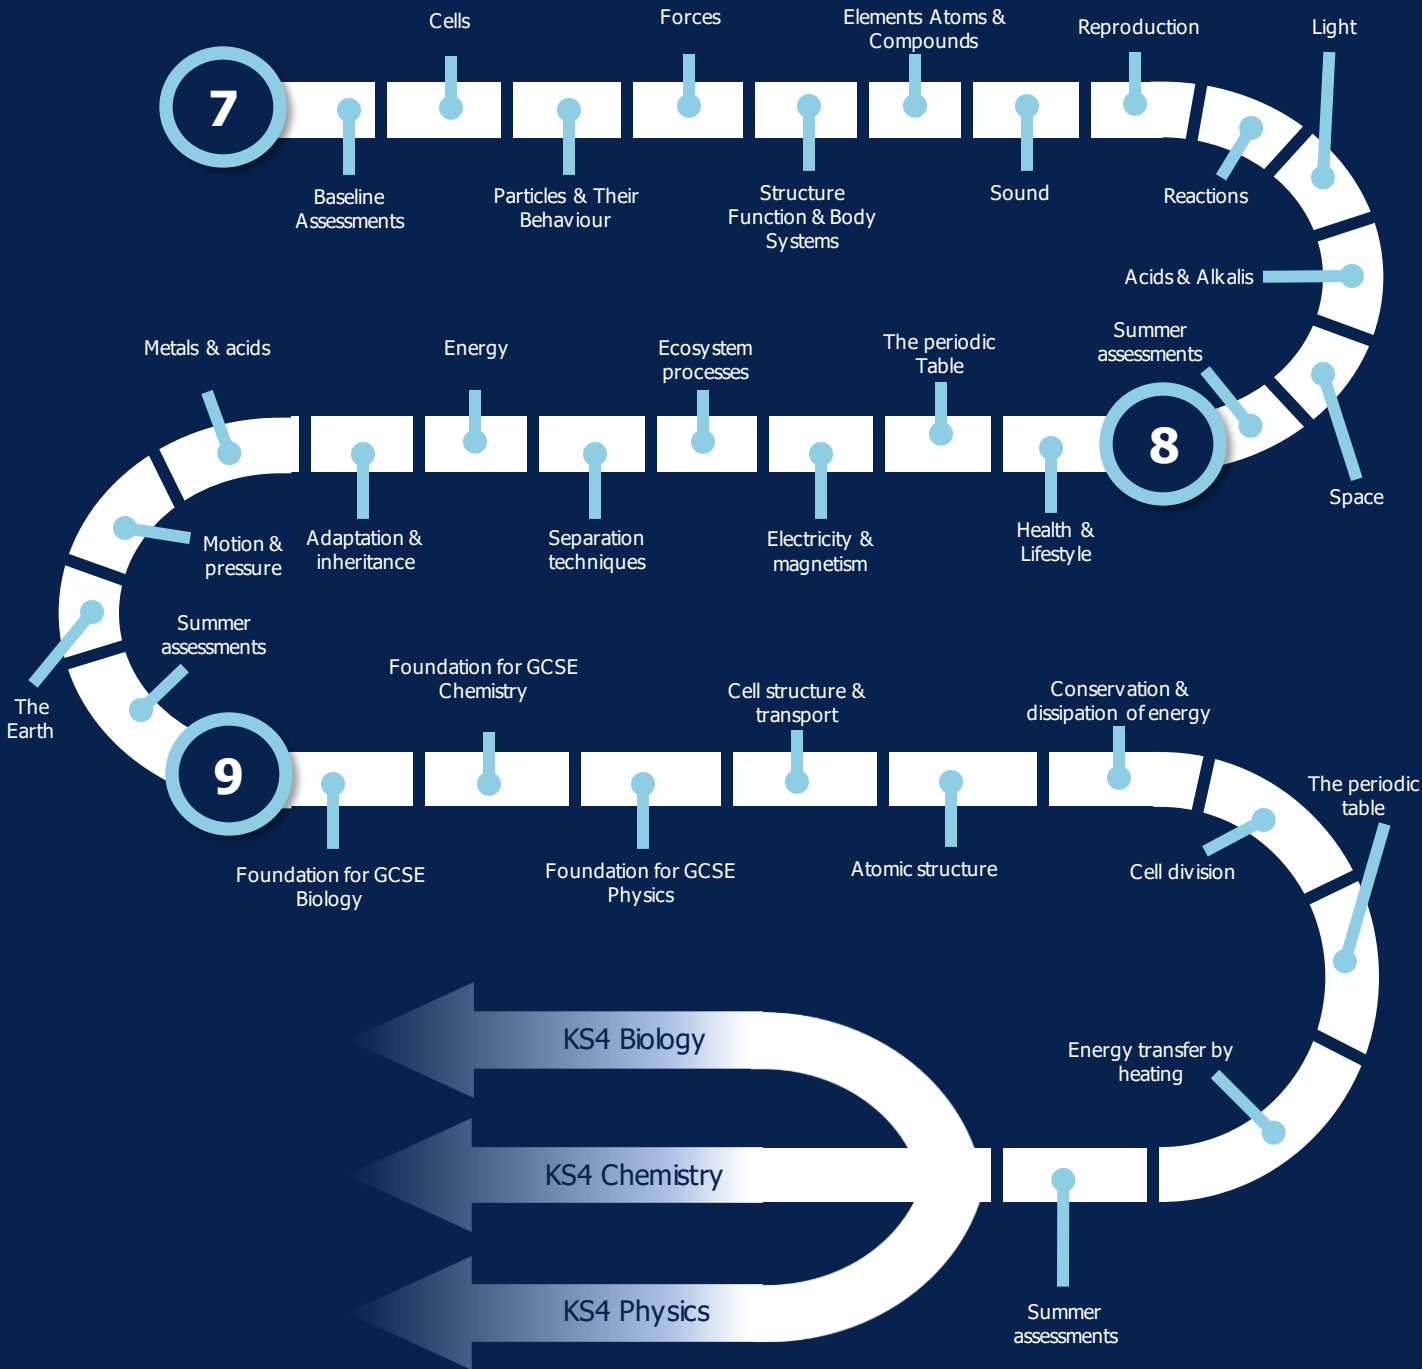 7
Baseline
Assessments
Cells
Particles & Their
Behaviour
Forces
Structure
Function & Body
Systems
Elements Atoms &
Compounds
Sound
Reproduction
Reactions
Light
Acids & Alkalis
Space
Summer
assessments
8
Health &
Lifestyle
The periodic
Table
Electricity &
magnetism
Ecosystem
processes
Separation
techniques
Energy
Adaptation &
inheritance
Metals & acids
Motion &
pressure
The
Earth
Summer
assessments
9
Foundation for GCSE
Biology
Foundation for GCSE
Chemistry
Foundation for GCSE
Physics
Cell structure &
transport
Atomic structure
Conservation &
dissipation of energy
Cell division
The periodic
table
Energy transfer by
heating
Summer
assessments
KS4 Biology
KS4 Chemistry
KS4 Physics